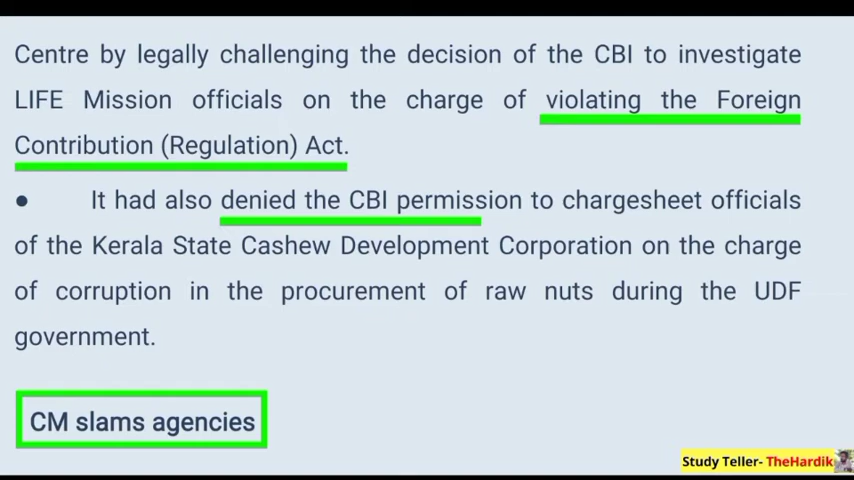 Centre by legally challenging the decision of the CBI to investigate
LIFE Mission officials on the charge of violating the Foreign
Contribution (Regulation) Act.
● It had also denied the CBI permission to chargesheet officials
of the Kerala State Cashew Development Corporation on the charge
of corruption in the procurement of raw nuts during the UDF
government.
CM slams agencies
Study Teller- TheHardik